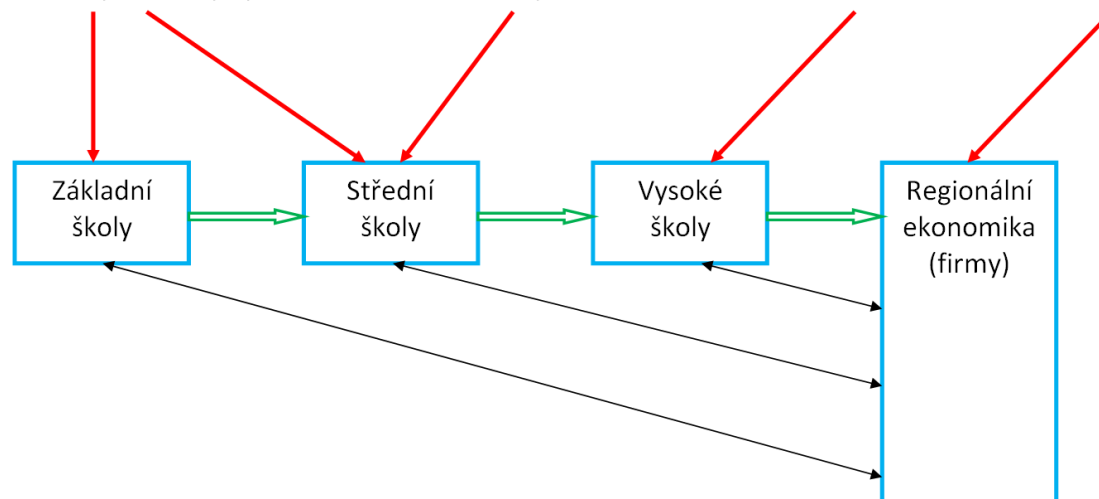 Základní
školy
Střední
školy
Vysoké
školy
Regionální
ekonomika
(firmy)